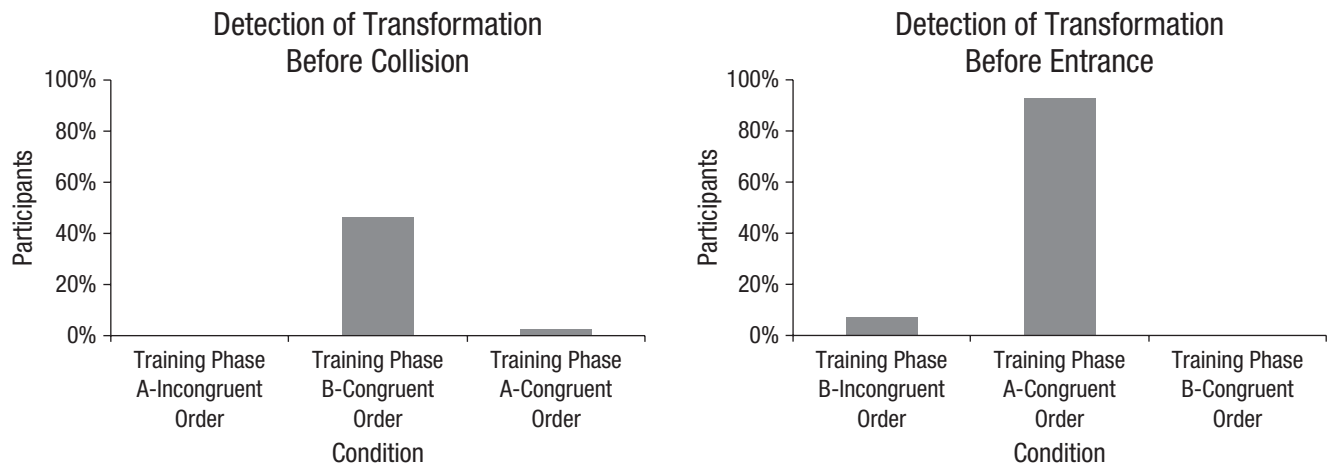 Detection of Transformation
Before Collision
100%
80%
60%
40%
20%
0%
Participants
Training Phase
A-Incongruent
Order
Training Phase
B-Congruent
Order
Training Phase
A-Congruent
Order
Condition
Detection of Transformation
Before Entrance
100%
80%
60%
40%
20%
0%
Participants
Training Phase
B-Incongruent
Order
Training Phase
A-Congruent
Order
Training Phase
B-Congruent
Order
Condition